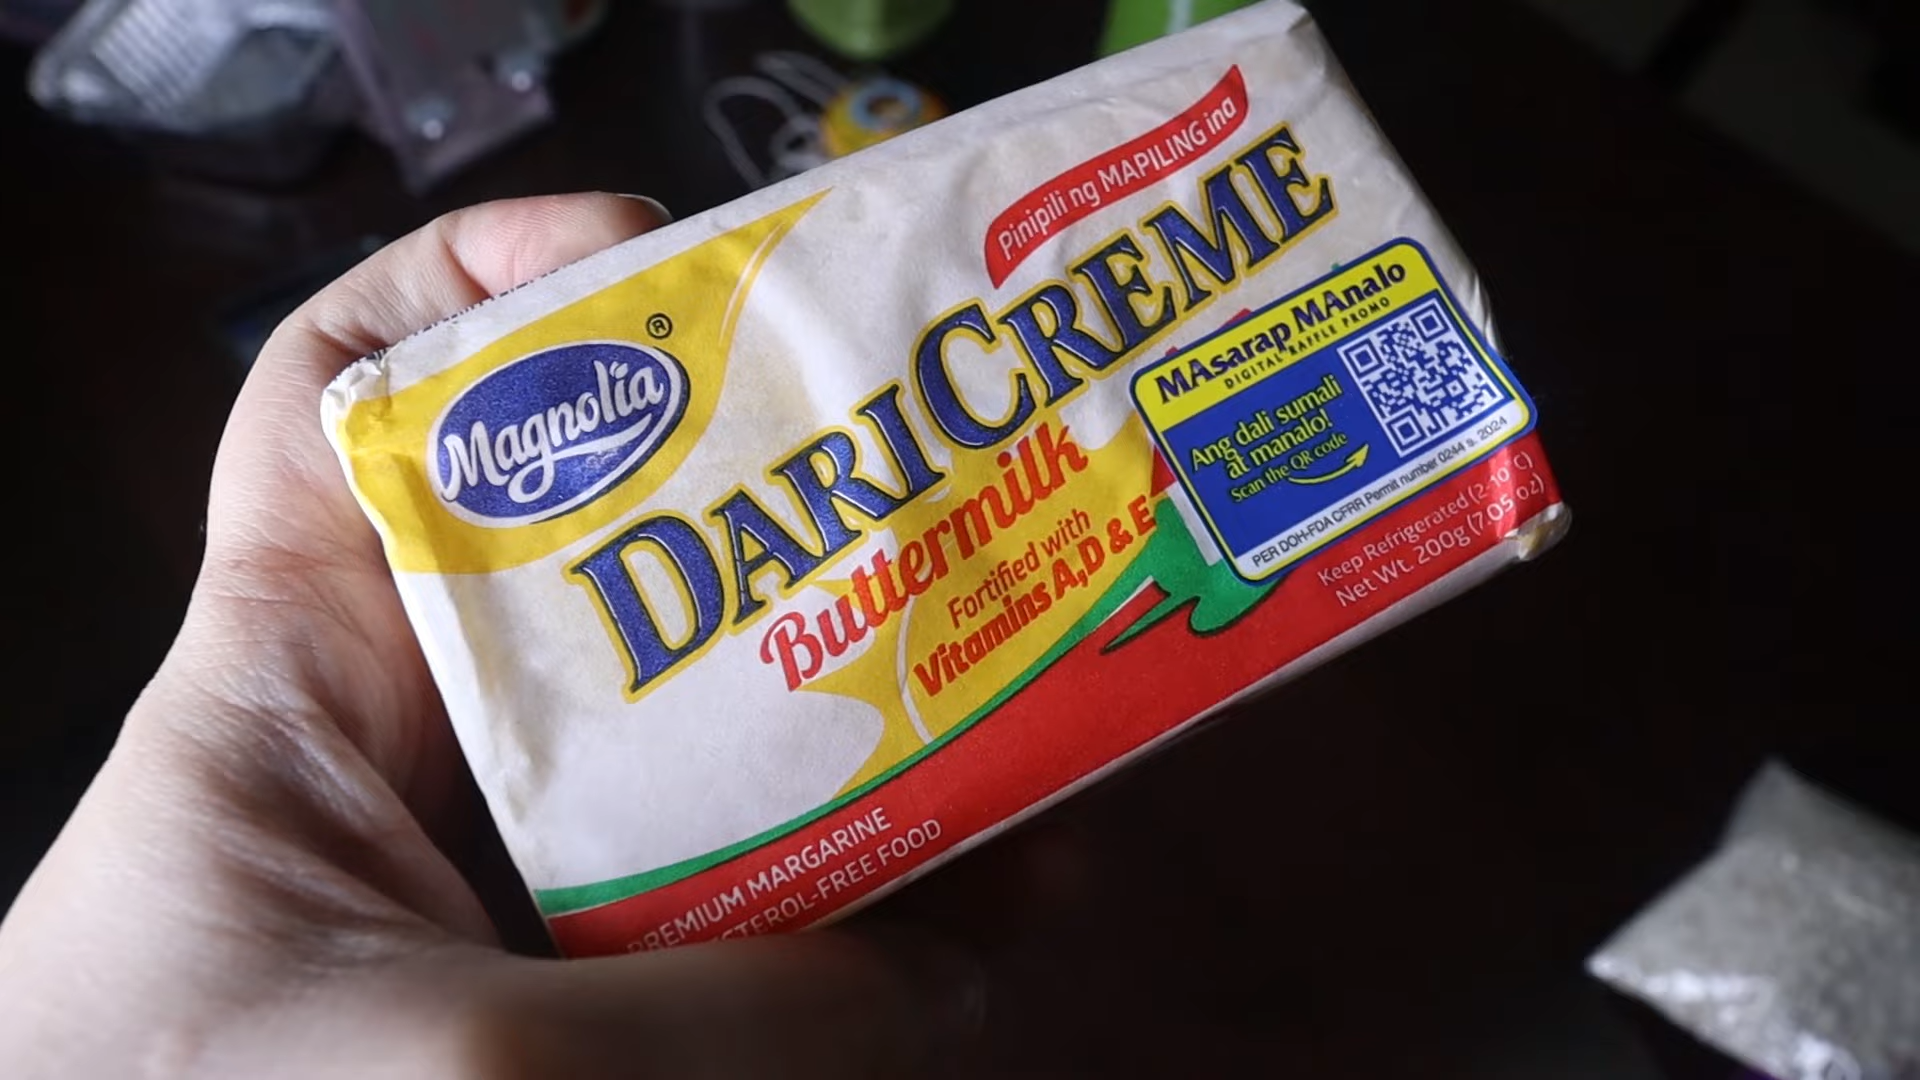 Pinipili ng MAPILING ina
Magnolia®
DARI CREME
Buttermilk
Fortified with
Vitamins A,D & E
MAsarap MAnalo
DIGITAL RAFFLE PROMO
Ang dali sumali
at manalo!
Scan the QR code
PER DOH-FDA CFRR Permit number 0244 s. 2024
Keep Refrigerated (2-10°C)
Net Wt. 200g (7.05 oz)
PREMIUM MARGARINE
STEROL-FREE FOOD